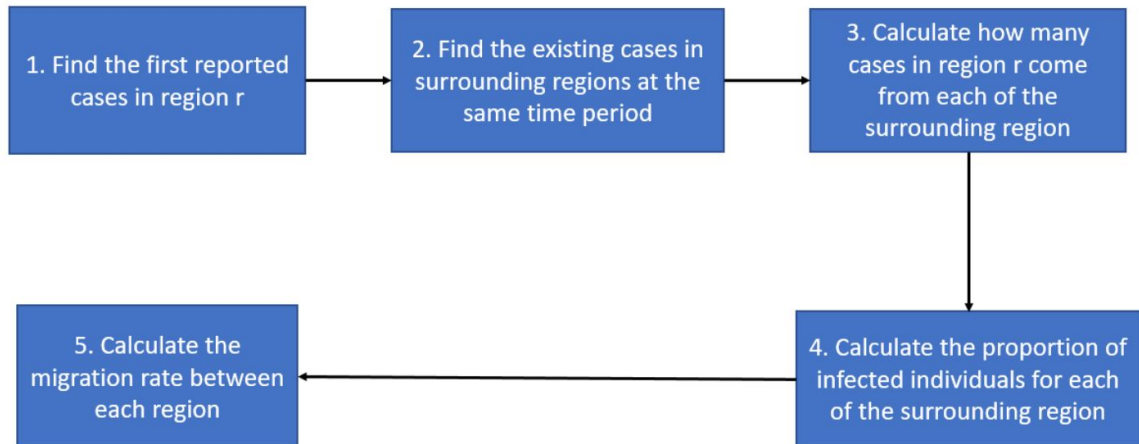 1. Find the first reported
cases in region r
2. Find the existing cases in
surrounding regions at the
same time period
3. Calculate how many
cases in region r come
from each of the
surrounding region
4. Calculate the proportion of
infected individuals for each
of the surrounding region
5. Calculate the
migration rate between
each region